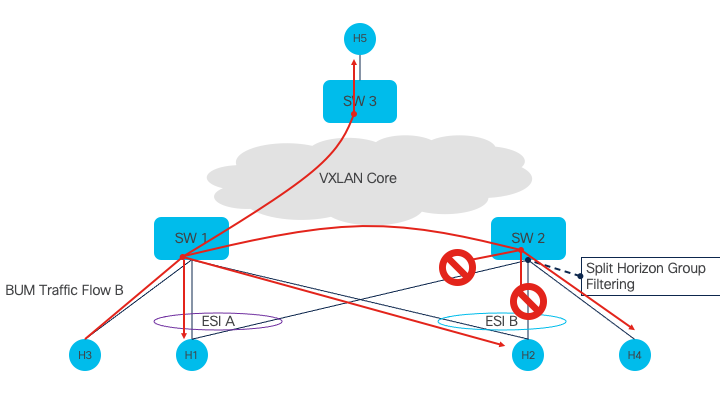 H5
SW 3
VXLAN Core
SW 1
SW 2
Split Horizon Group
Filtering
BUM Traffic Flow B
ESI A
ESI B
H3
H1
H2
H4